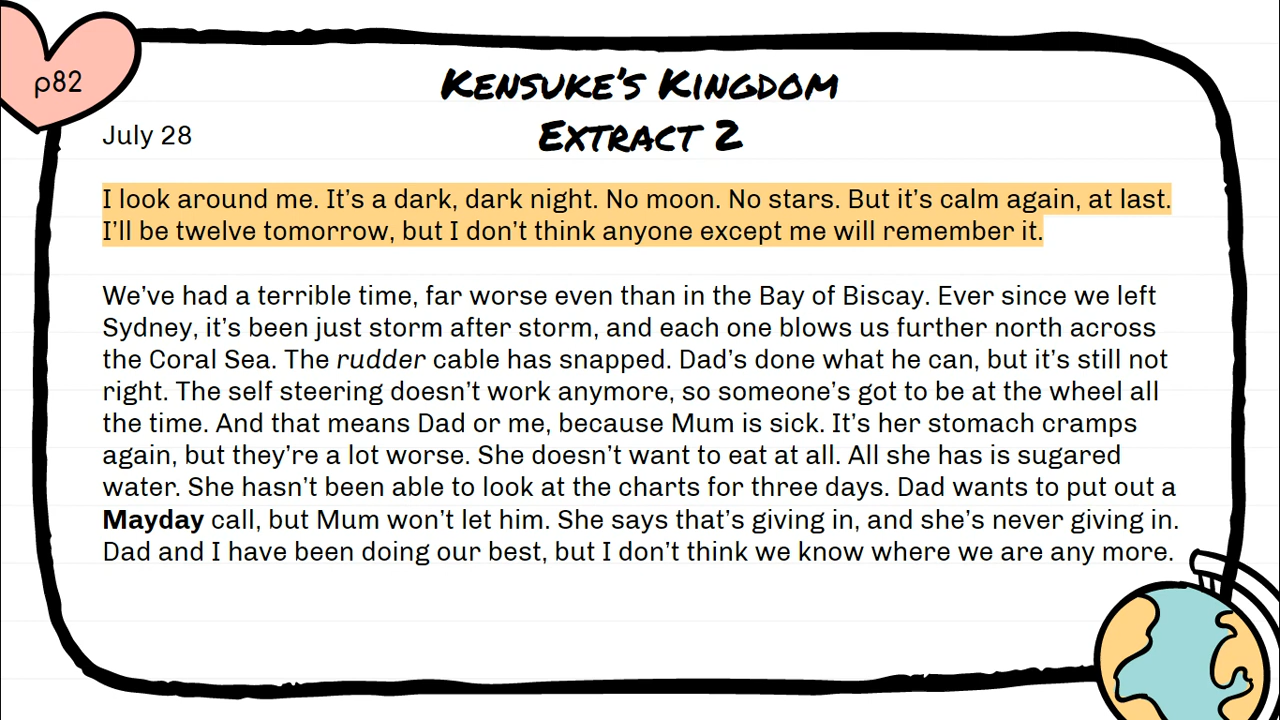 p82
Kensuke's Kingdom
Extract 2
July 28
I look around me. It's a dark, dark night. No moon. No stars. But it's calm again, at last.
I'll be twelve tomorrow, but I don't think anyone except me will remember it.
We've had a terrible time, far worse even than in the Bay of Biscay. Ever since we left
Sydney, it's been just storm after storm, and each one blows us further north across
the Coral Sea. The rudder cable has snapped. Dad's done what he can, but it's still not
right. The self steering doesn't work anymore, so someone's got to be at the wheel all
the time. And that means Dad or me, because Mum is sick. It's her stomach cramps
again, but they're a lot worse. She doesn't want to eat at all. All she has is sugared
water. She hasn't been able to look at the charts for three days. Dad wants to put out a
Mayday call, but Mum won't let him. She says that's giving in, and she's never giving in.
Dad and I have been doing our best, but I don't think we know where we are any more.